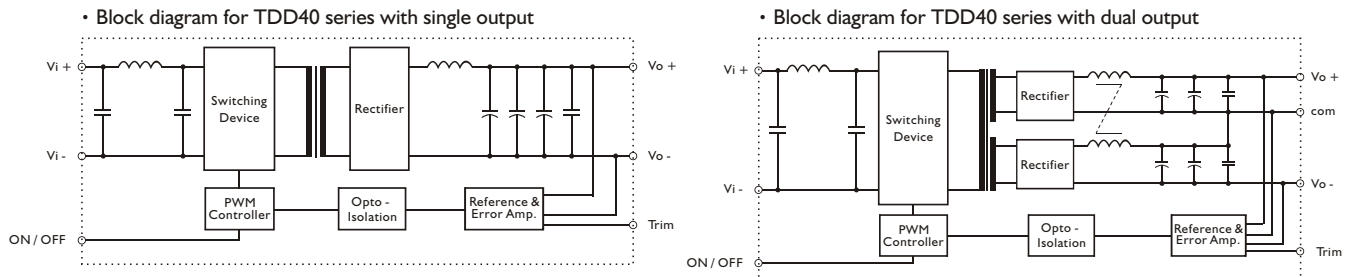 • Block diagram for TDD40 series with single output
Vi +
Vi -
ON / OFF
Switching
Device
Rectifier
PWM
Controller
Opto -
Isolation
Reference &
Error Amp.
Vo +
Vo -
Trim
• Block diagram for TDD40 series with dual output
Vi +
Vi -
ON / OFF
Switching
Device
Rectifier
Rectifier
PWM
Controller
Opto -
Isolation
Reference &
Error Amp.
Vo +
com
Vo -
Trim